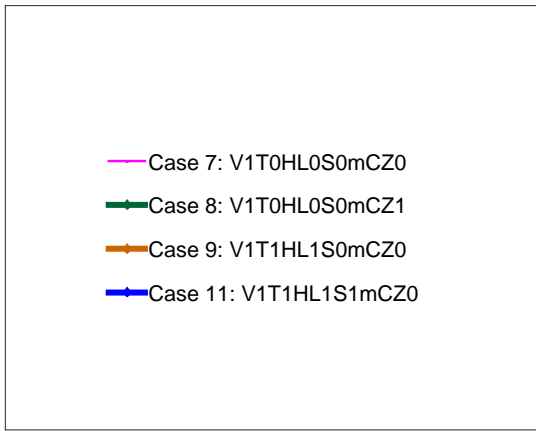 Case 7: V1T0HL0S0mCZ0
Case 8: V1T0HL0S0mCZ1
Case 9: V1T1HL1S0mCZ0
Case 11: V1T1HL1S1mCZ0